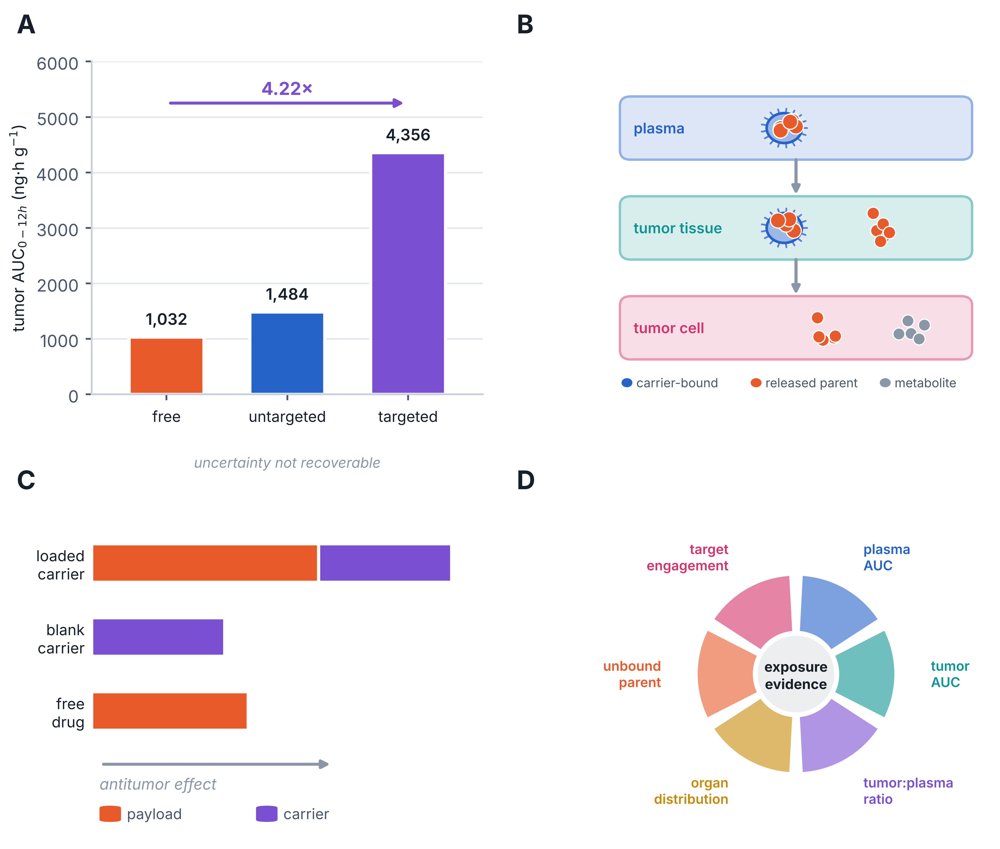 A
6000
5000
4000
3000
2000
1000
0
tumor AUC0−12h (ng·h g−1)
4.22×
1,032
1,484
4,356
free
untargeted
targeted
uncertainty not recoverable
B
plasma
tumor tissue
tumor cell
carrier-bound
released parent
metabolite
C
loaded
carrier
blank
carrier
free
drug
antitumor effect
payload
carrier
D
target
engagement
plasma
AUC
unbound
parent
exposure
evidence
tumor
AUC
organ
distribution
tumor:plasma
ratio